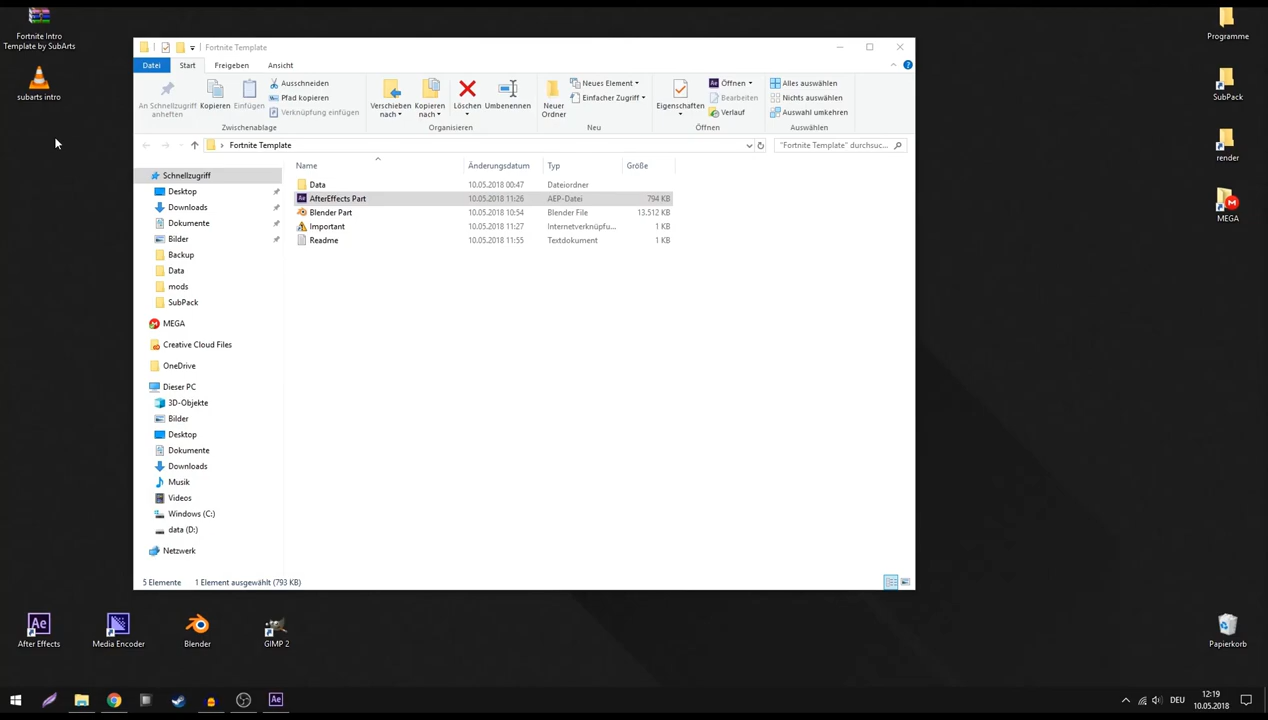 Fortnite Intro
Template by SubArts
subarts intro
Programme
SubPack
render
MEGA
Fortnite Template
Datei Start Freigeben Ansicht
An Schnellzugriff
anheften
Kopieren
Einfügen
Ausschneiden
Pfad kopieren
Verknüpfung einfügen
Zwischenablage
Verschieben
nach
Kopieren
nach
Löschen
Umbenennen
Organisieren
Neuer
Ordner
Neues Element
Einfacher Zugriff
Neu
Eigenschaften
Öffnen
Bearbeiten
Verlauf
Öffnen
Alles auswählen
Nichts auswählen
Auswahl umkehren
Auswählen
Fortnite Template
"Fortnite Template" durchsuc...
Name Änderungsdatum Typ Größe
Data 10.05.2018 00:47 Dateiordner
AfterEffects Part 10.05.2018 11:26 AEP-Datei 794 KB
Blender Part 10.05.2018 10:54 Blender File 13.512 KB
Important 10.05.2018 11:27 Internetverknüpfu... 1 KB
Readme 10.05.2018 11:55 Textdokument 1 KB
Schnellzugriff
Desktop
Downloads
Dokumente
Bilder
Backup
Data
mods
SubPack
MEGA
Creative Cloud Files
OneDrive
Dieser PC
3D-Objekte
Bilder
Desktop
Dokumente
Downloads
Musik
Videos
Windows (C:)
data (D:)
Netzwerk
5 Elemente 1 Element ausgewählt (793 KB)
After Effects
Media Encoder
Blender
GIMP 2
Papierkorb
DEU
12:19
10.05.2018